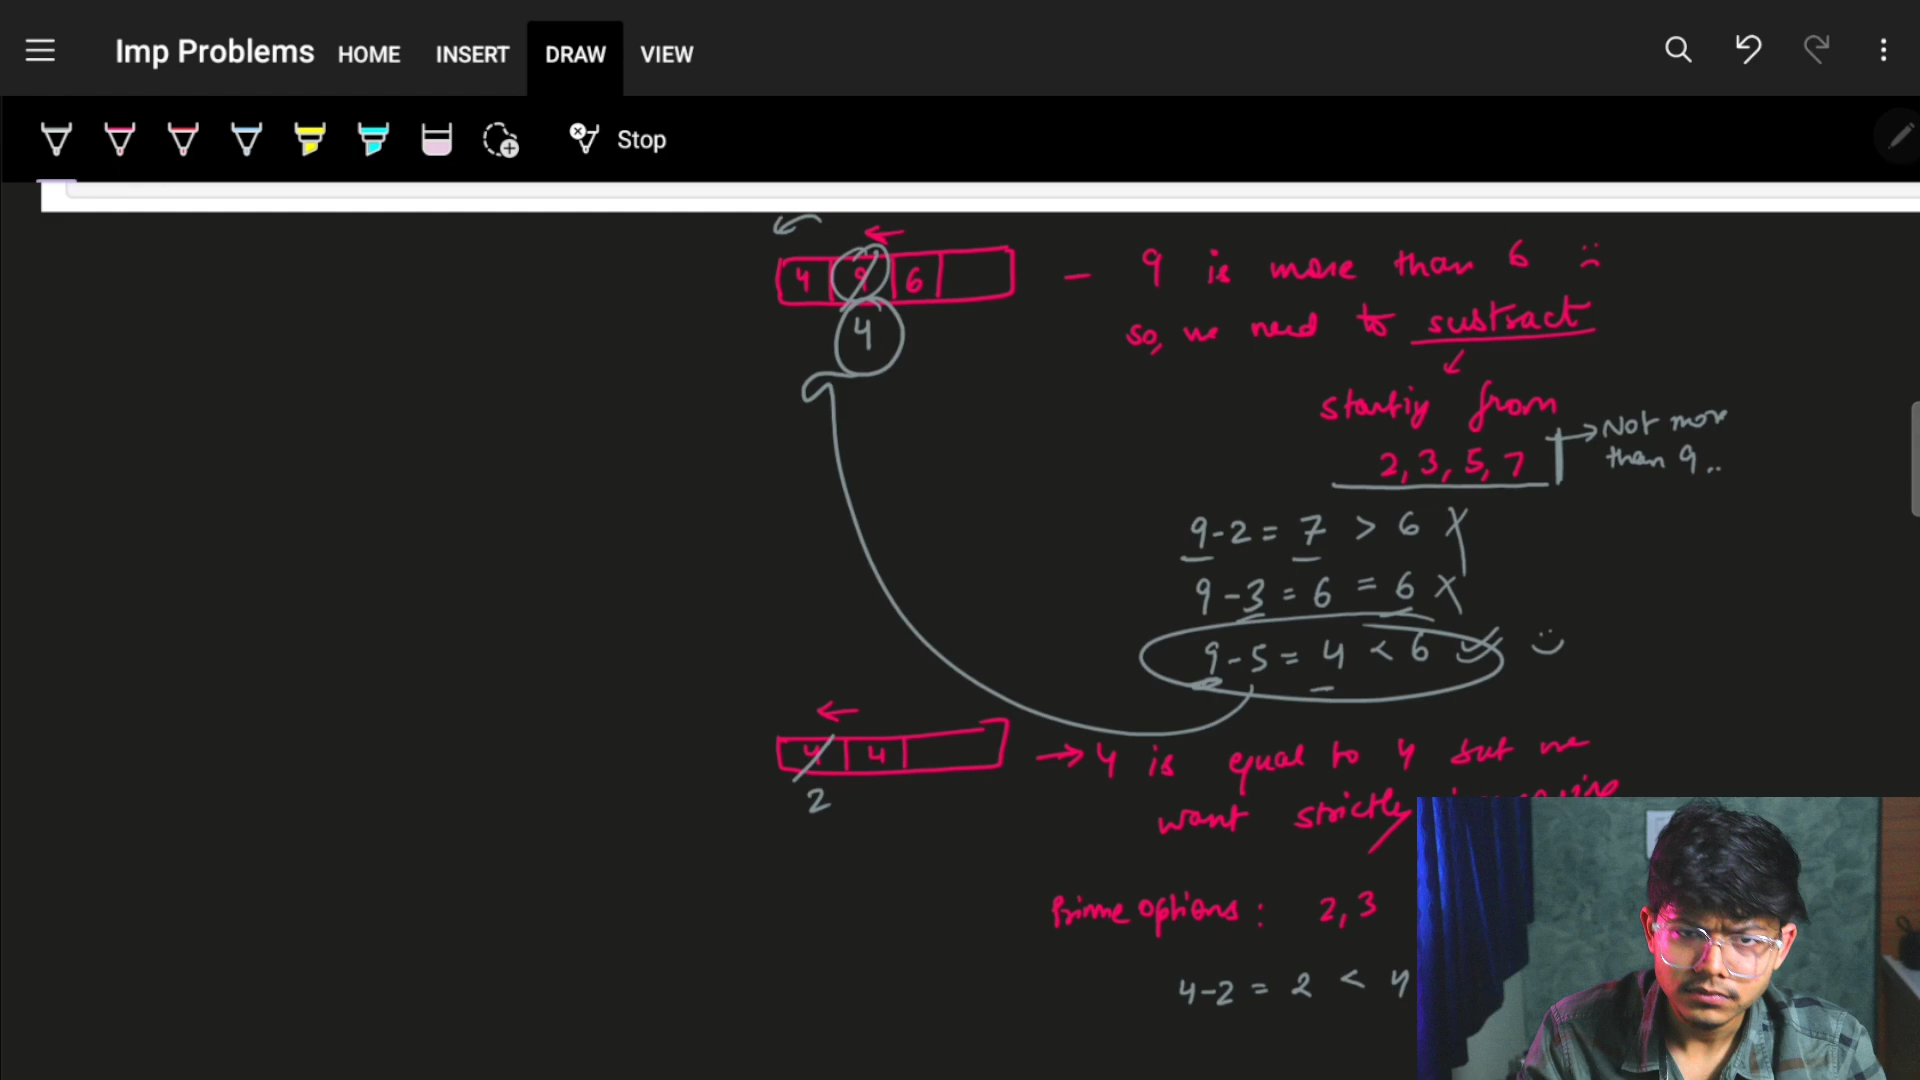 Imp Problems HOME INSERT DRAW VIEW
Stop
4 9 6
4
- 9 is more than 6
so, we need to substract
from
2, 3, 5, 7
Not more
than 9 ..
9-2 = 7 > 6 X
9-3 = 6 = 6 X
9-5 = 4 < 6
4 4
2
→ 4 is equal to 4 but we
want strictly
Prime options : 2, 3
4-2 = 2 < 4